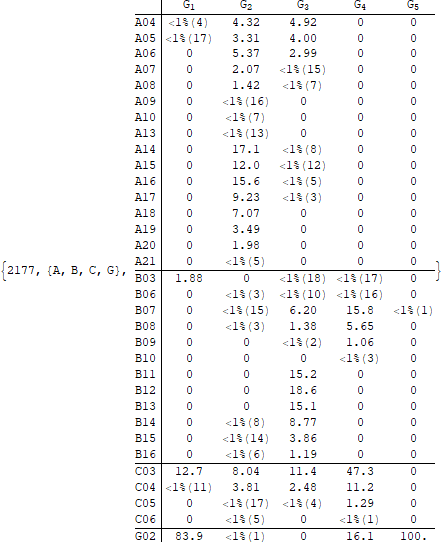 G1 G2 G3 G4 G5
A04 <1%(4) 4.32 4.92 0 0
A05 <1%(17) 3.31 4.00 0 0
A06 0 5.37 2.99 0 0
A07 0 2.07 <1%(15) 0 0
A08 0 1.42 <1%(7) 0 0
A09 0 <1%(16) 0 0 0
A10 0 <1%(7) 0 0 0
A13 0 <1%(13) 0 0 0
A14 0 17.1 <1%(8) 0 0
A15 0 12.0 <1%(12) 0 0
A16 0 15.6 <1%(5) 0 0
A17 0 9.23 <1%(3) 0 0
A18 0 7.07 0 0 0
A19 0 3.49 0 0 0
A20 0 1.98 0 0 0
A21 0 <1%(5) 0 0 0
{2177, {A, B, C, G}, }
B03 1.88 0 <1%(18) <1%(17) 0
B06 0 <1%(3) <1%(10) <1%(16) 0
B07 0 <1%(15) 6.20 15.8 <1%(1)
B08 0 <1%(3) 1.38 5.65 0
B09 0 0 <1%(2) 1.06 0
B10 0 0 0 <1%(3) 0
B11 0 0 15.2 0 0
B12 0 0 18.6 0 0
B13 0 0 15.1 0 0
B14 0 <1%(8) 8.77 0 0
B15 0 <1%(14) 3.86 0 0
B16 0 <1%(6) 1.19 0 0
C03 12.7 8.04 11.4 47.3 0
C04 <1%(11) 3.81 2.48 11.2 0
C05 0 <1%(17) <1%(4) 1.29 0
C06 0 <1%(5) 0 <1%(1) 0
G02 83.9 <1%(1) 0 16.1 100.